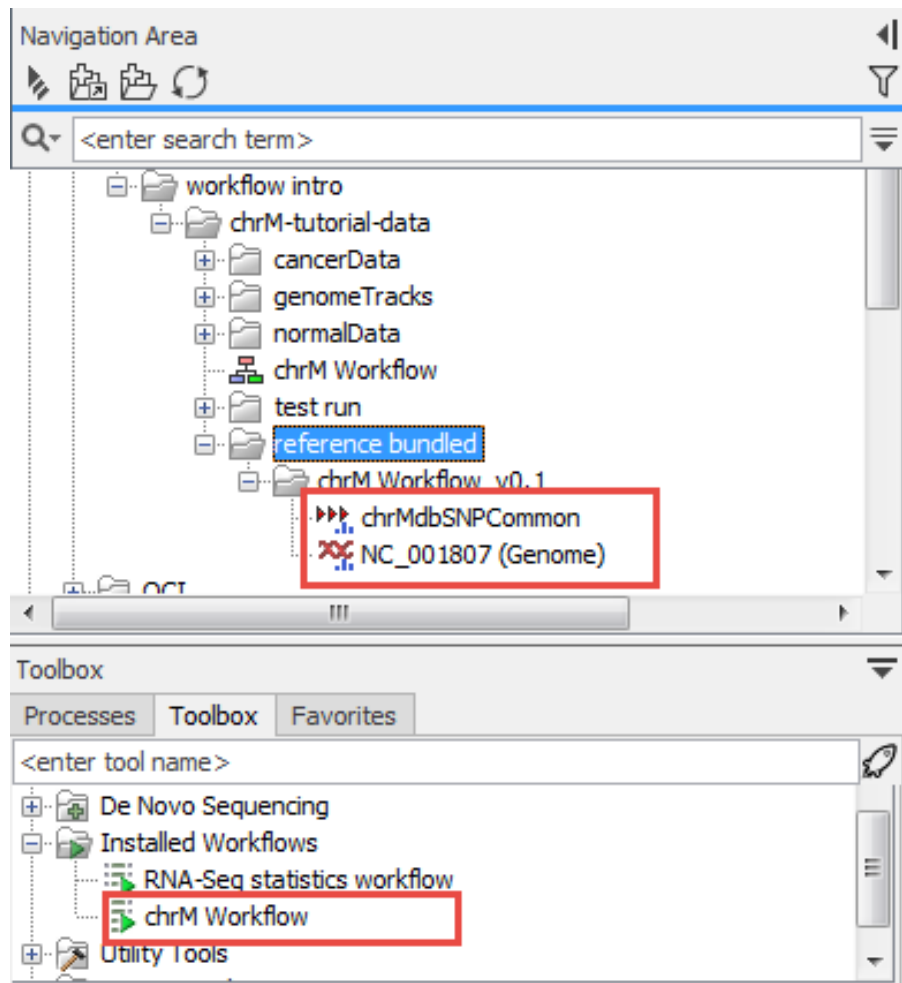 Navigation Area
<enter search term>
workflow intro
chrM-tutorial-data
cancerData
genomeTracks
normalData
chrM Workflow
test run
reference bundled
chrM Workflow v0.1
chrMdbSNPCommon
NC_001807 (Genome)
Toolbox
Processes Toolbox Favorites
<enter tool name>
De Novo Sequencing
Installed Workflows
RNA-Seq statistics workflow
chrM Workflow
Utility Tools